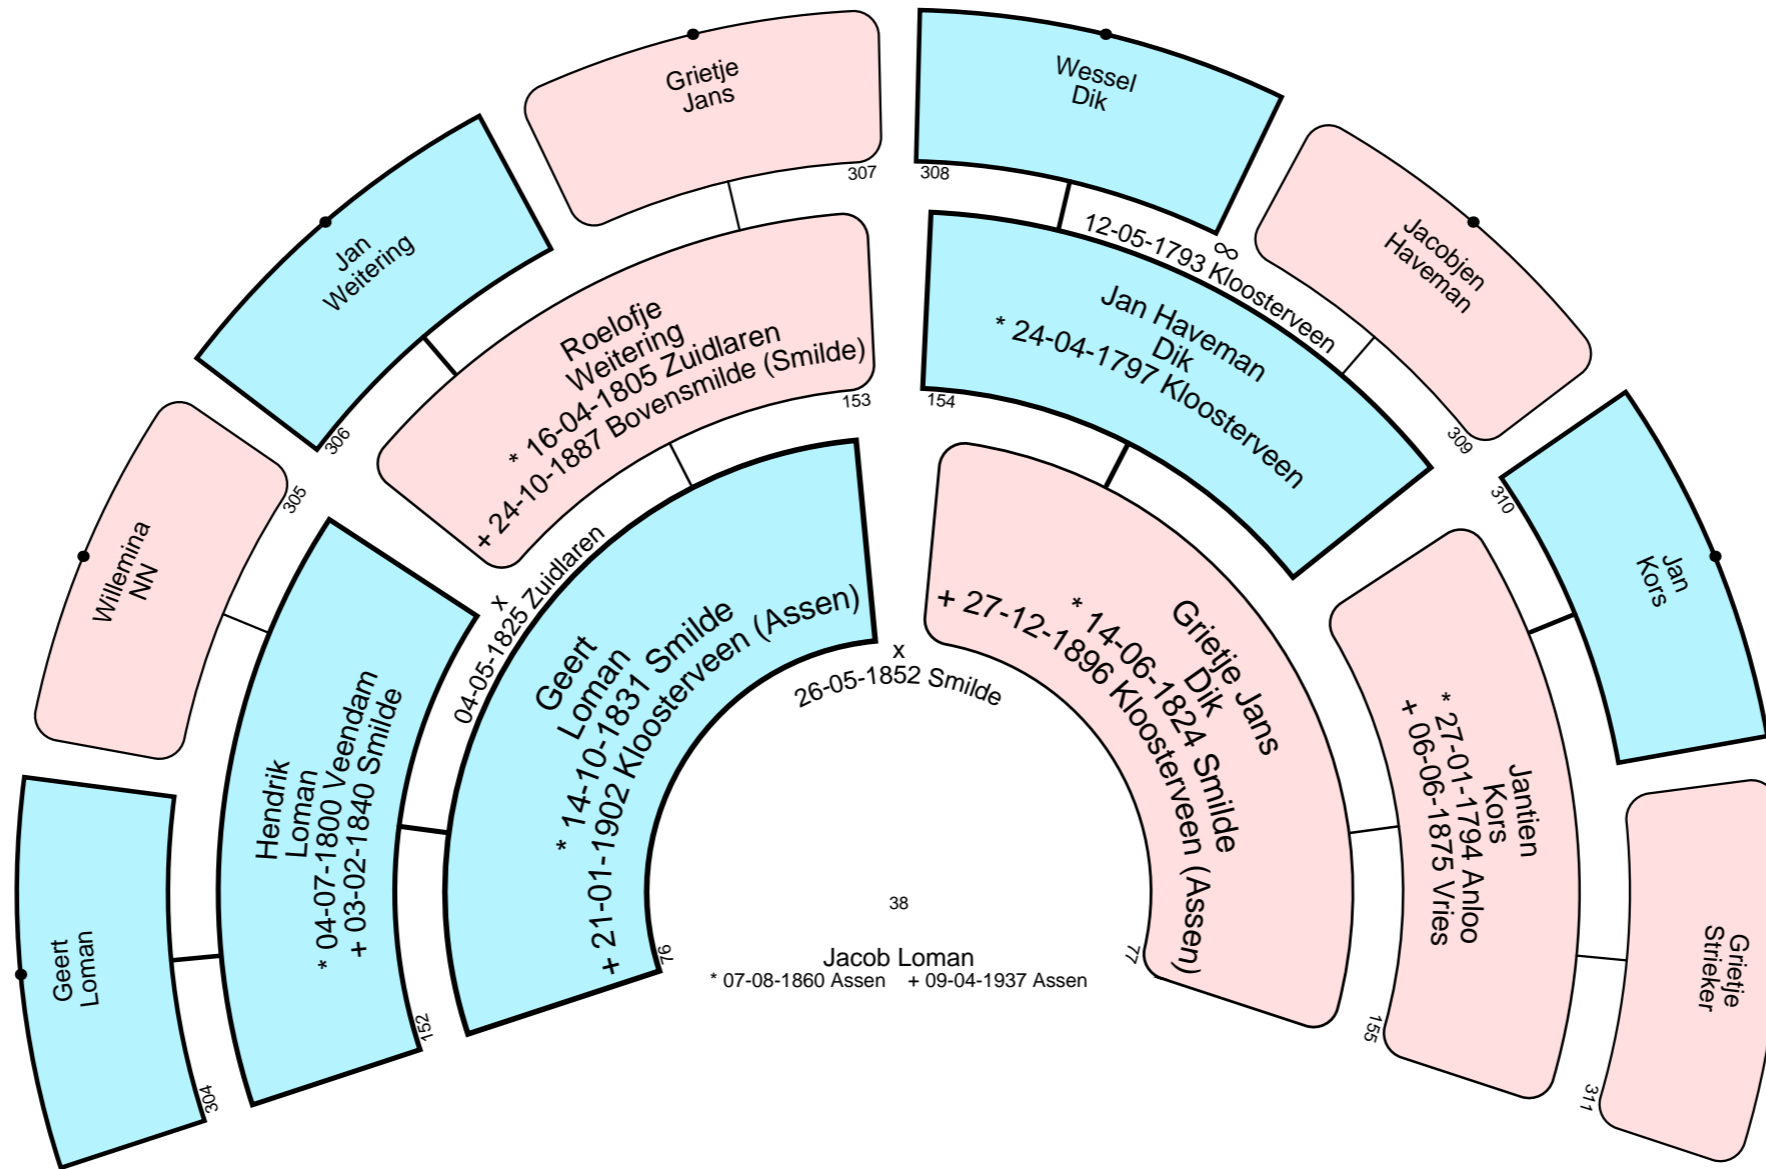 Grietje
Jans
307
Wessel
Dik
308
Jan
Weitering
306
Jacobjen
Haveman
309
∞
12-05-1793 Kloosterveen
Roelofje
Weitering
* 16-04-1805 Zuidlaren
+ 24-10-1887 Bovensmilde (Smilde)
153
Jan Haveman
Dik
* 24-04-1797 Kloosterveen
154
Willemina
NN
305
Jan
Kors
310
x
04-05-1825 Zuidlaren
Geert
Loman
* 14-10-1831 Smilde
+ 21-01-1902 Kloosterveen (Assen)
76
x
26-05-1852 Smilde
Grietje Jans
Dik
* 14-06-1824 Smilde
+ 27-12-1896 Kloosterveen (Assen)
77
Hendrik
Loman
* 04-07-1800 Veendam
+ 03-02-1840 Smilde
152
Jantien
Kors
* 27-01-1794 Anloo
+ 06-06-1875 Vries
155
Geert
Loman
304
Grietje
Strieker
311
38
Jacob Loman
* 07-08-1860 Assen + 09-04-1937 Assen